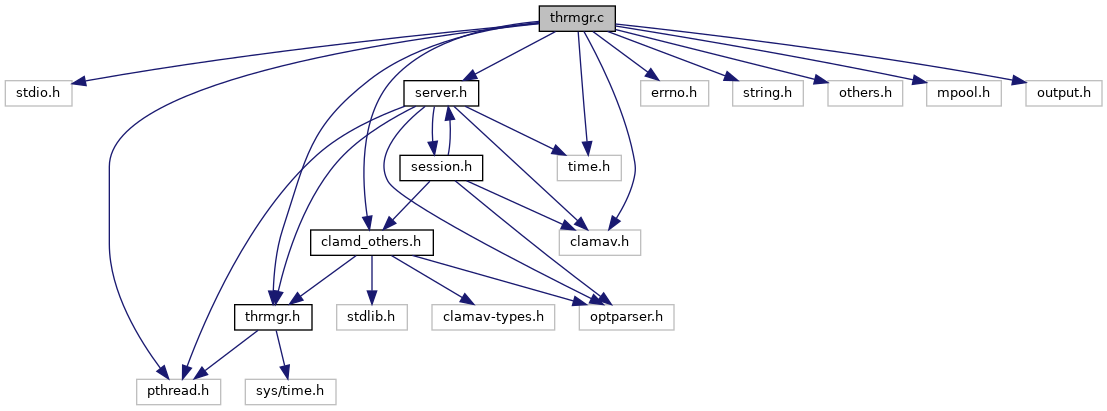 thrmgr.c
stdio.h
server.h
errno.h
string.h
others.h
mpool.h
output.h
session.h
time.h
clamd_others.h
clamav.h
thrmgr.h
stdlib.h
clamav-types.h
optparser.h
pthread.h
sys/time.h